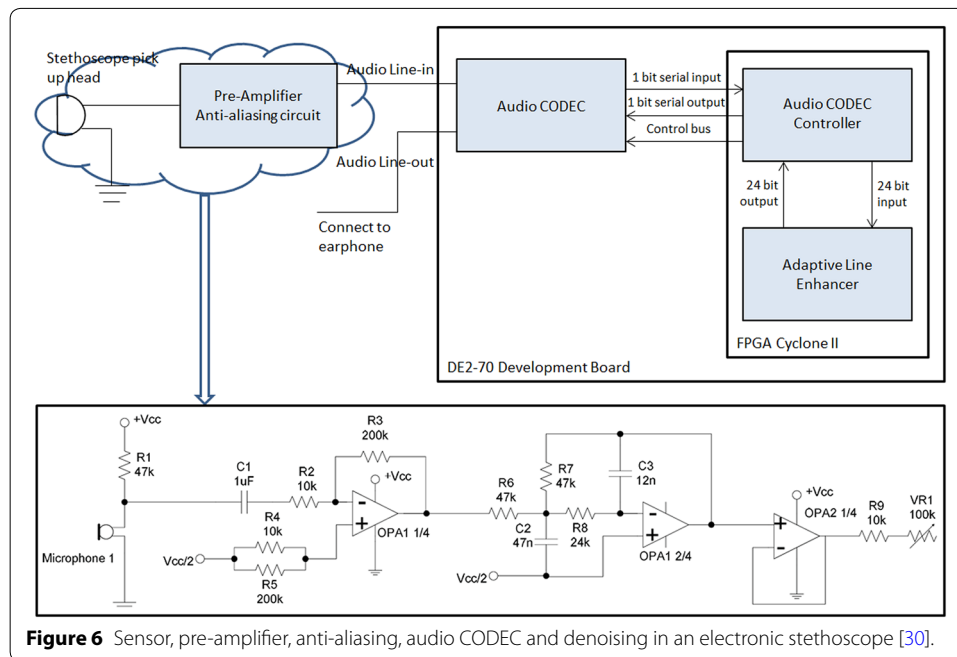 Stethoscope pick
up head
Pre-Amplifier
Anti-aliasing circuit
Audio Line-in
Audio Line-out
Connect to
earphone
Audio CODEC
1 bit serial input
1 bit serial output
Control bus
Audio CODEC
Controller
24 bit
output
24 bit
input
Adaptive Line
Enhancer
FPGA Cyclone II
DE2-70 Development Board
+Vcc
R1
47k
Microphone 1
C1
1uF
R2
10k
R3
200k
+Vcc
OPA1 1/4
R4
10k
Vcc/2
R5
200k
R6
47k
R7
47k
C3
12n
C2
47n
R8
24k
OPA1 2/4
Vcc/2
+Vcc
OPA2 1/4
R9
10k
VR1
100k
Figure 6 Sensor, pre-amplifier, anti-aliasing, audio CODEC and denoising in an electronic stethoscope [30].